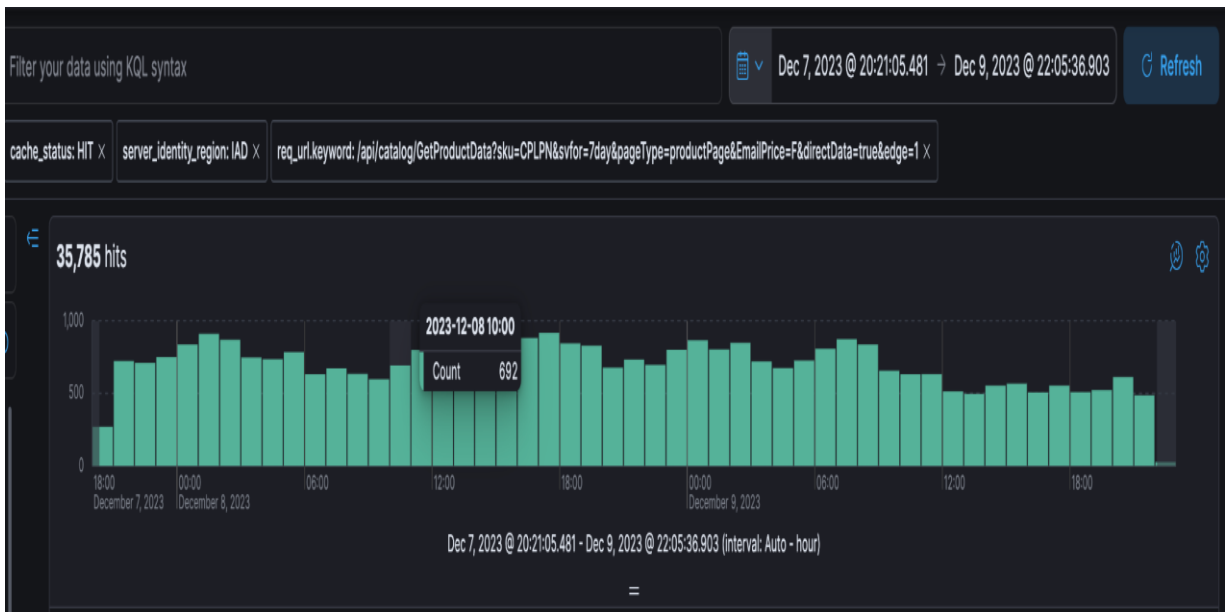 Filter your data using KQL syntax
Dec 7, 2023 @ 20:21:05.481 → Dec 9, 2023 @ 22:05:36.903
Refresh
cache_status: HIT × server_identity_region: IAD × req_url.keyword: /api/catalog/GetProductData?sku=CPLPN&svfor=7day&pageType=productPage&EmailPrice=F&directData=true&edge=1 ×
35,785 hits
1,000
2023-12-08 10:00
Count 692
500
0
18:00 00:00 06:00 12:00 18:00 00:00 06:00 12:00 18:00
December 7, 2023 December 8, 2023 December 9, 2023
Dec 7, 2023 @ 20:21:05.481 - Dec 9, 2023 @ 22:05:36.903 (interval: Auto - hour)